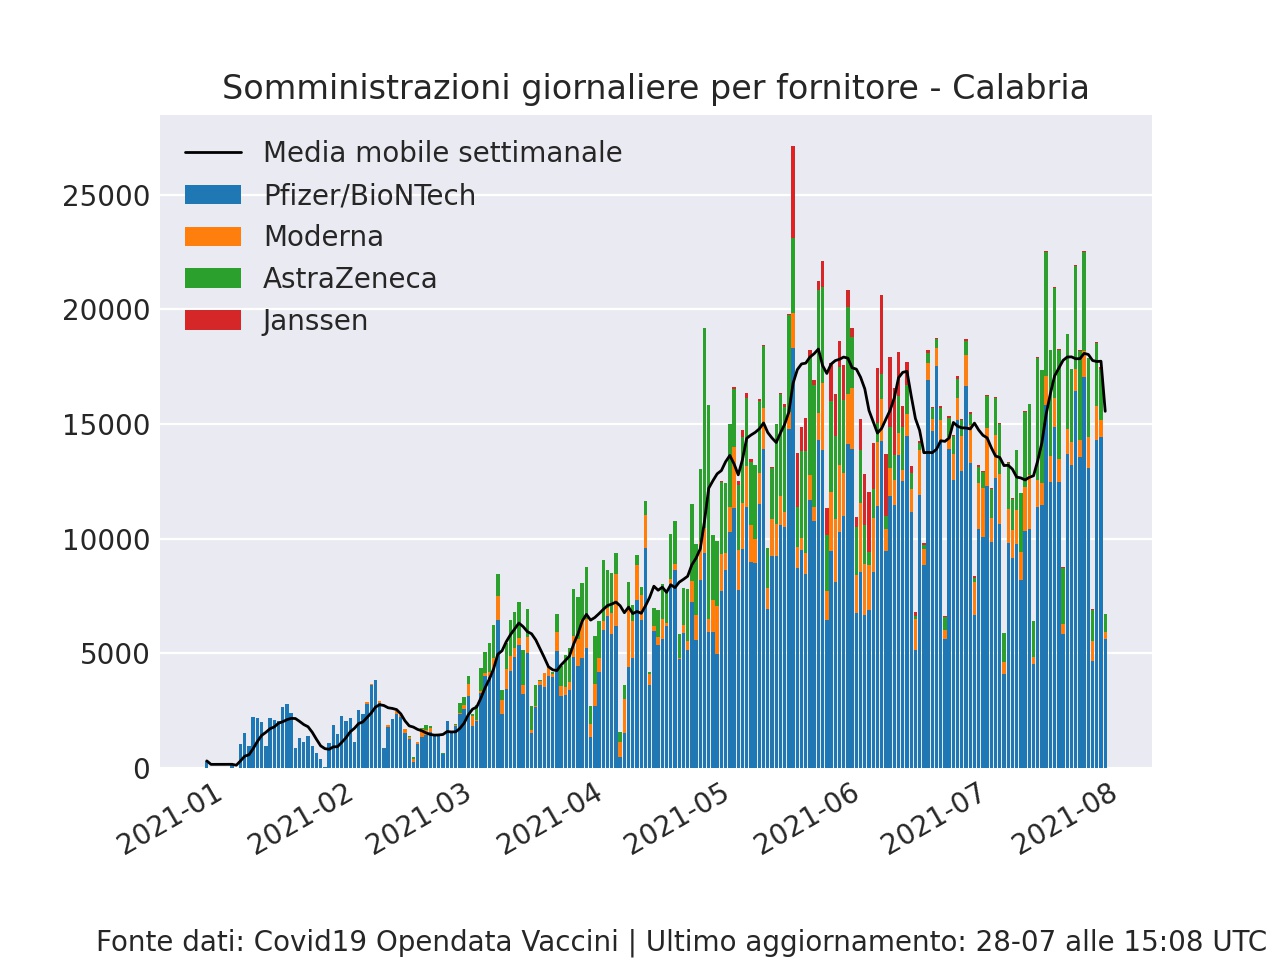 Somministrazioni giornaliere per fornitore - Calabria
Media mobile settimanale
Pfizer/BioNTech
Moderna
AstraZeneca
Janssen
25000
20000
15000
10000
5000
0
2021-01
2021-02
2021-03
2021-04
2021-05
2021-06
2021-07
2021-08
Fonte dati: Covid19 Opendata Vaccini | Ultimo aggiornamento: 28-07 alle 15:08 UTC